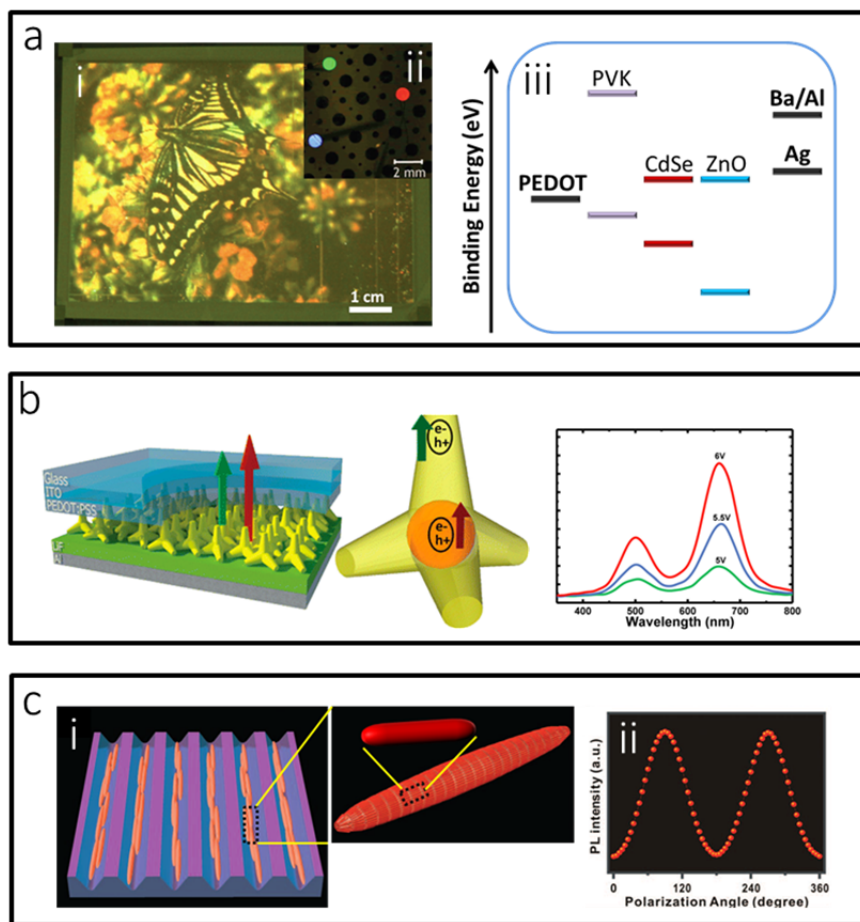 a
i
ii
2 mm
1 cm
iii
Binding Energy (eV)
PVK
Ba/Al
CdSe
ZnO
Ag
PEDOT
b
Glass
ITO
PEDOT:PSS
LiF
Al
e-
h+
e-
h+
6V
5.5V
5V
400 500 600 700 800
Wavelength (nm)
c
i
ii
PL intensity (a.u.)
0 120 240 360
Polarization Angle (degree)